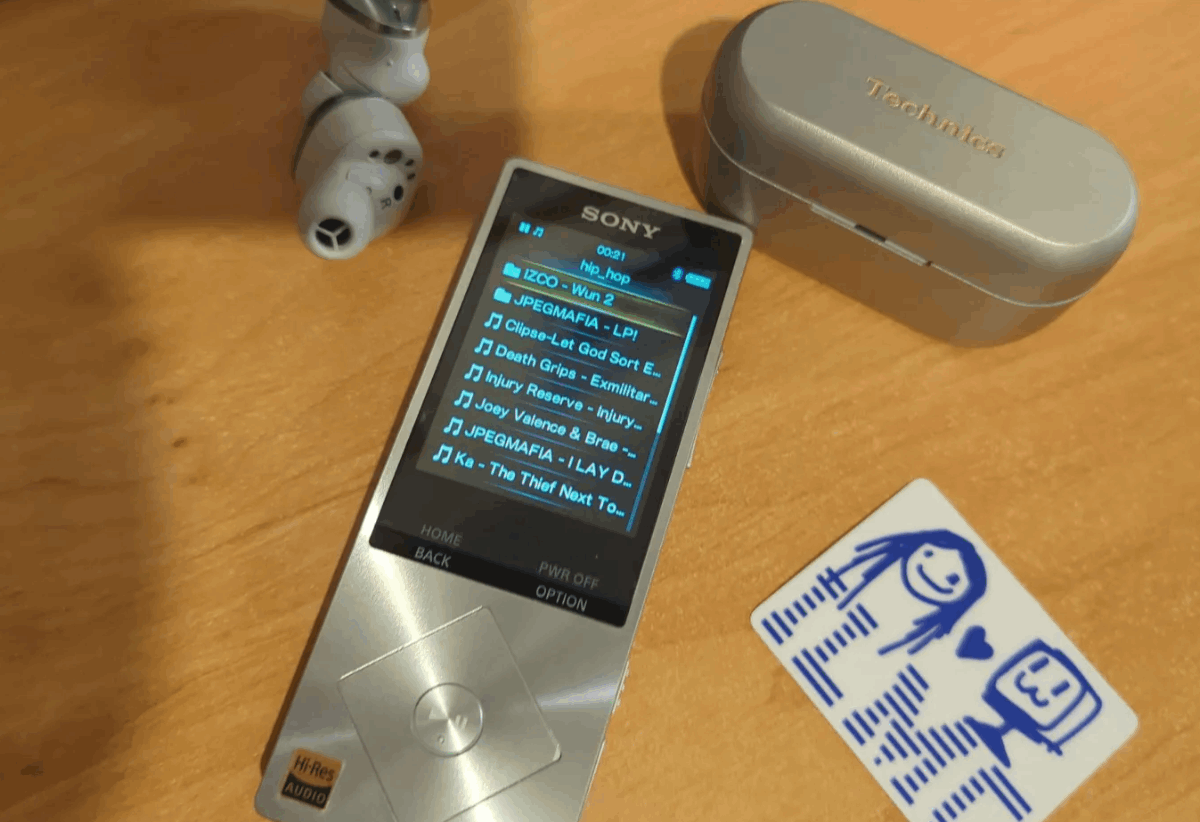 Technics
R
SONY
00:21
hip_hop
IZCO - Wun 2
JPEGMAFIA - LP!
Clipse-Let God Sort E...
Death Grips - Exmilitar...
Injury Reserve - Injury...
Joey Valence & Brae -...
JPEGMAFIA - I LAY D...
Ka - The Thief Next To...
HOME
BACK
PWR OFF
OPTION
Hi-Res
AUDIO